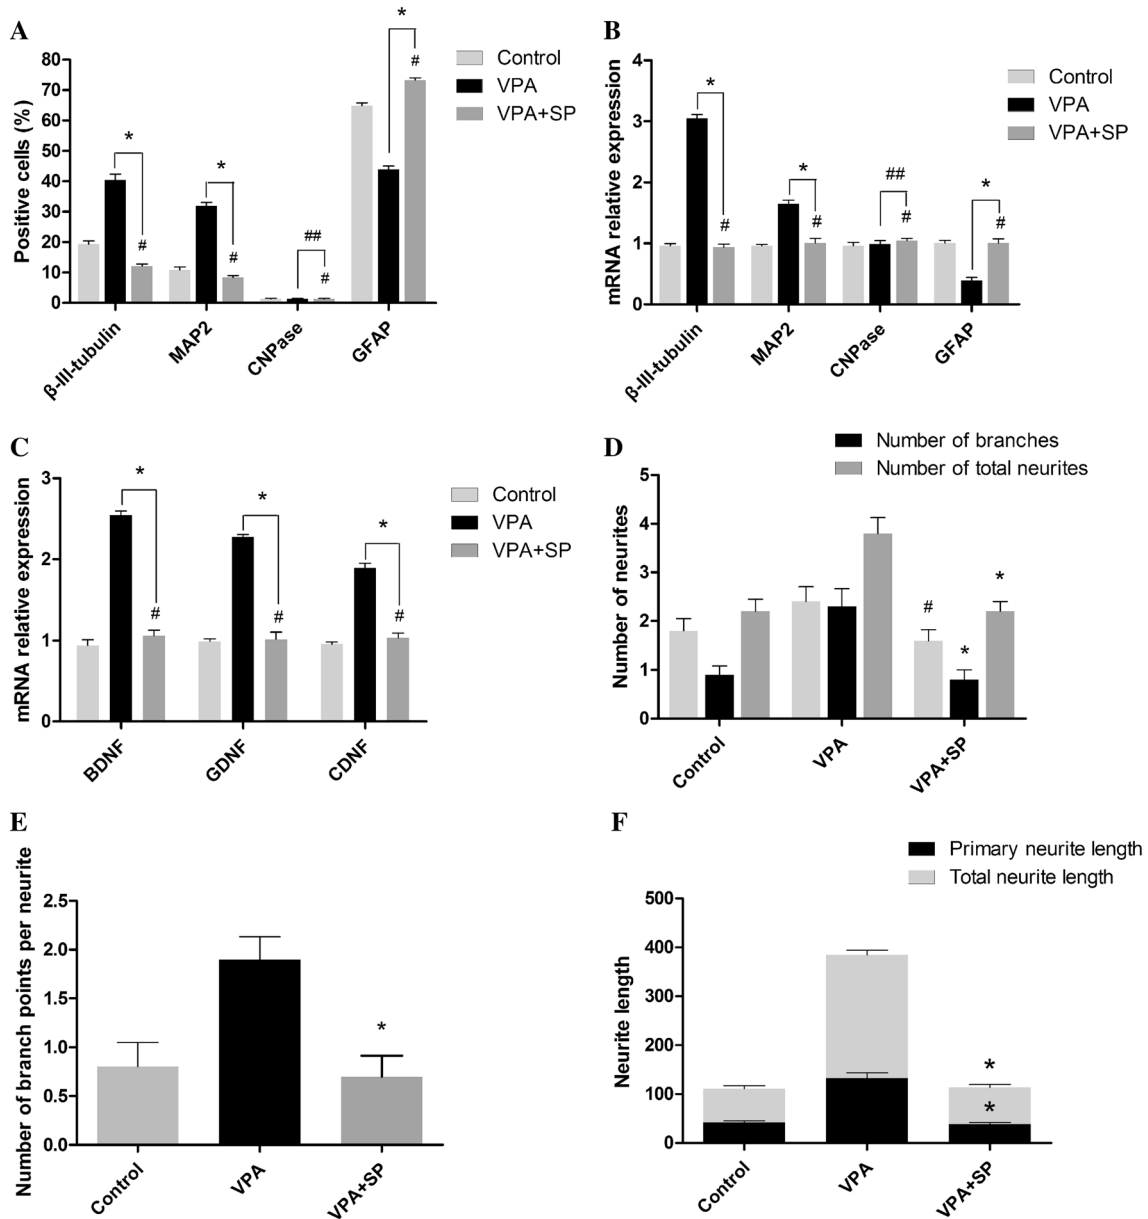 A
Positive cells (%)
80
70
60
50
40
30
20
10
0
*
#
*
#
##
#
*
#
β-III-tubulin
MAP2
CNPase
GFAP
Control
VPA
VPA+SP
B
mRNA relative expression
4
3
2
1
0
*
#
*
#
##
#
*
#
β-III-tubulin
MAP2
CNPase
GFAP
Control
VPA
VPA+SP
C
mRNA relative expression
3
2
1
0
*
#
*
#
*
#
BDNF
GDNF
CDNF
Control
VPA
VPA+SP
D
Number of branches
Number of total neurites
Number of neurites
5
4
3
2
1
0
#
*
*
Control
VPA
VPA+SP
E
Number of branch points per neurite
2.5
2.0
1.5
1.0
0.5
0.0
*
Control
VPA
VPA+SP
F
Primary neurite length
Total neurite length
Neurite length
500
400
300
200
100
0
*
*
Control
VPA
VPA+SP